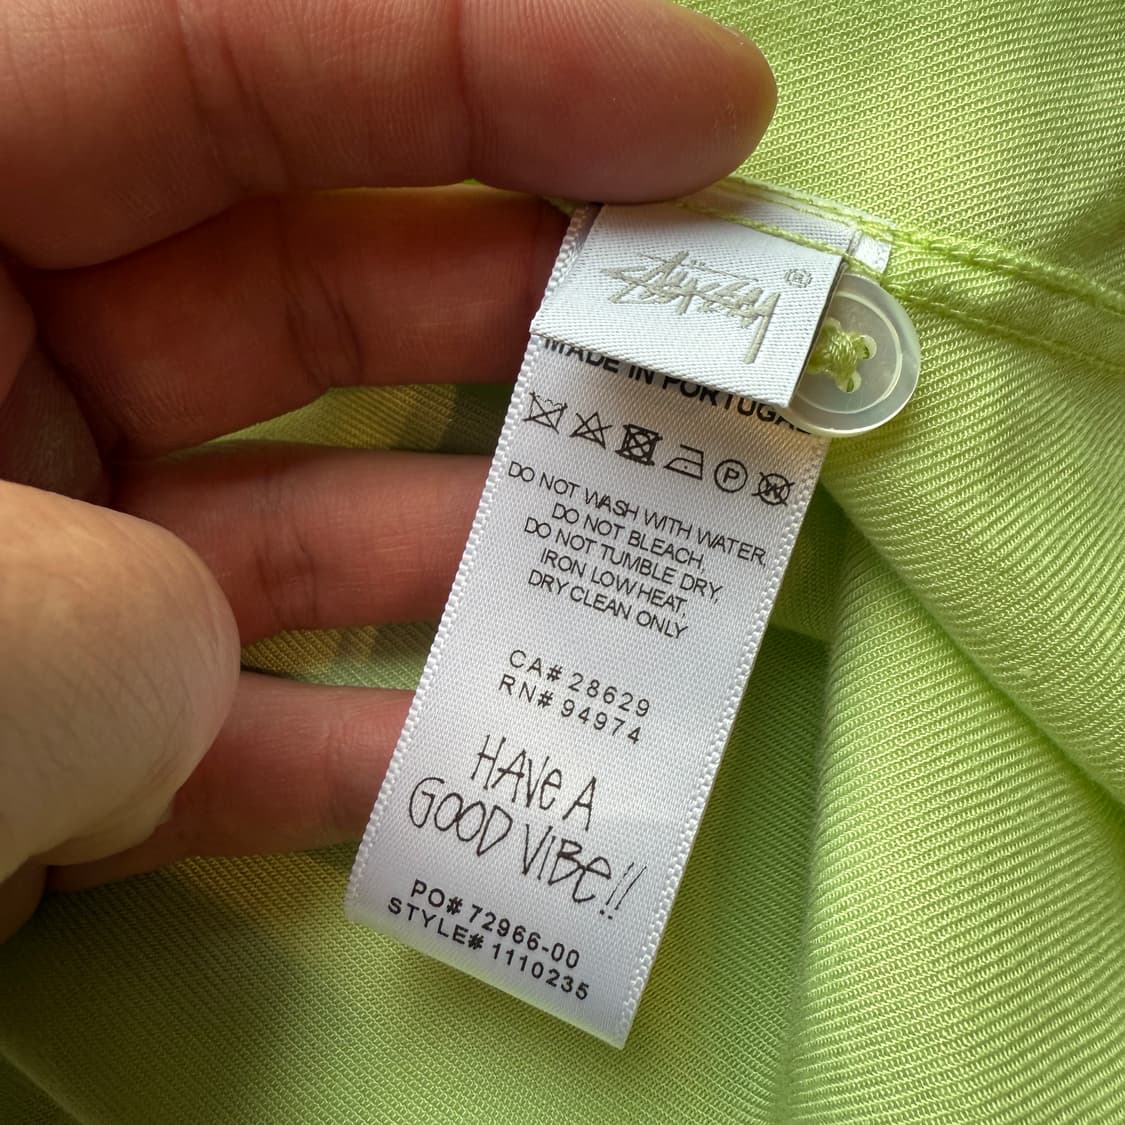 STÜSSY ®
MADE IN PORTUGAL
P
W
DO NOT WASH WITH WATER,
DO NOT BLEACH,
DO NOT TUMBLE DRY,
IRON LOW HEAT,
DRY CLEAN ONLY
CA# 28629
RN# 94974
HAVE A
GOOD VIBE!!
PO# 72966-00
STYLE# 1110235